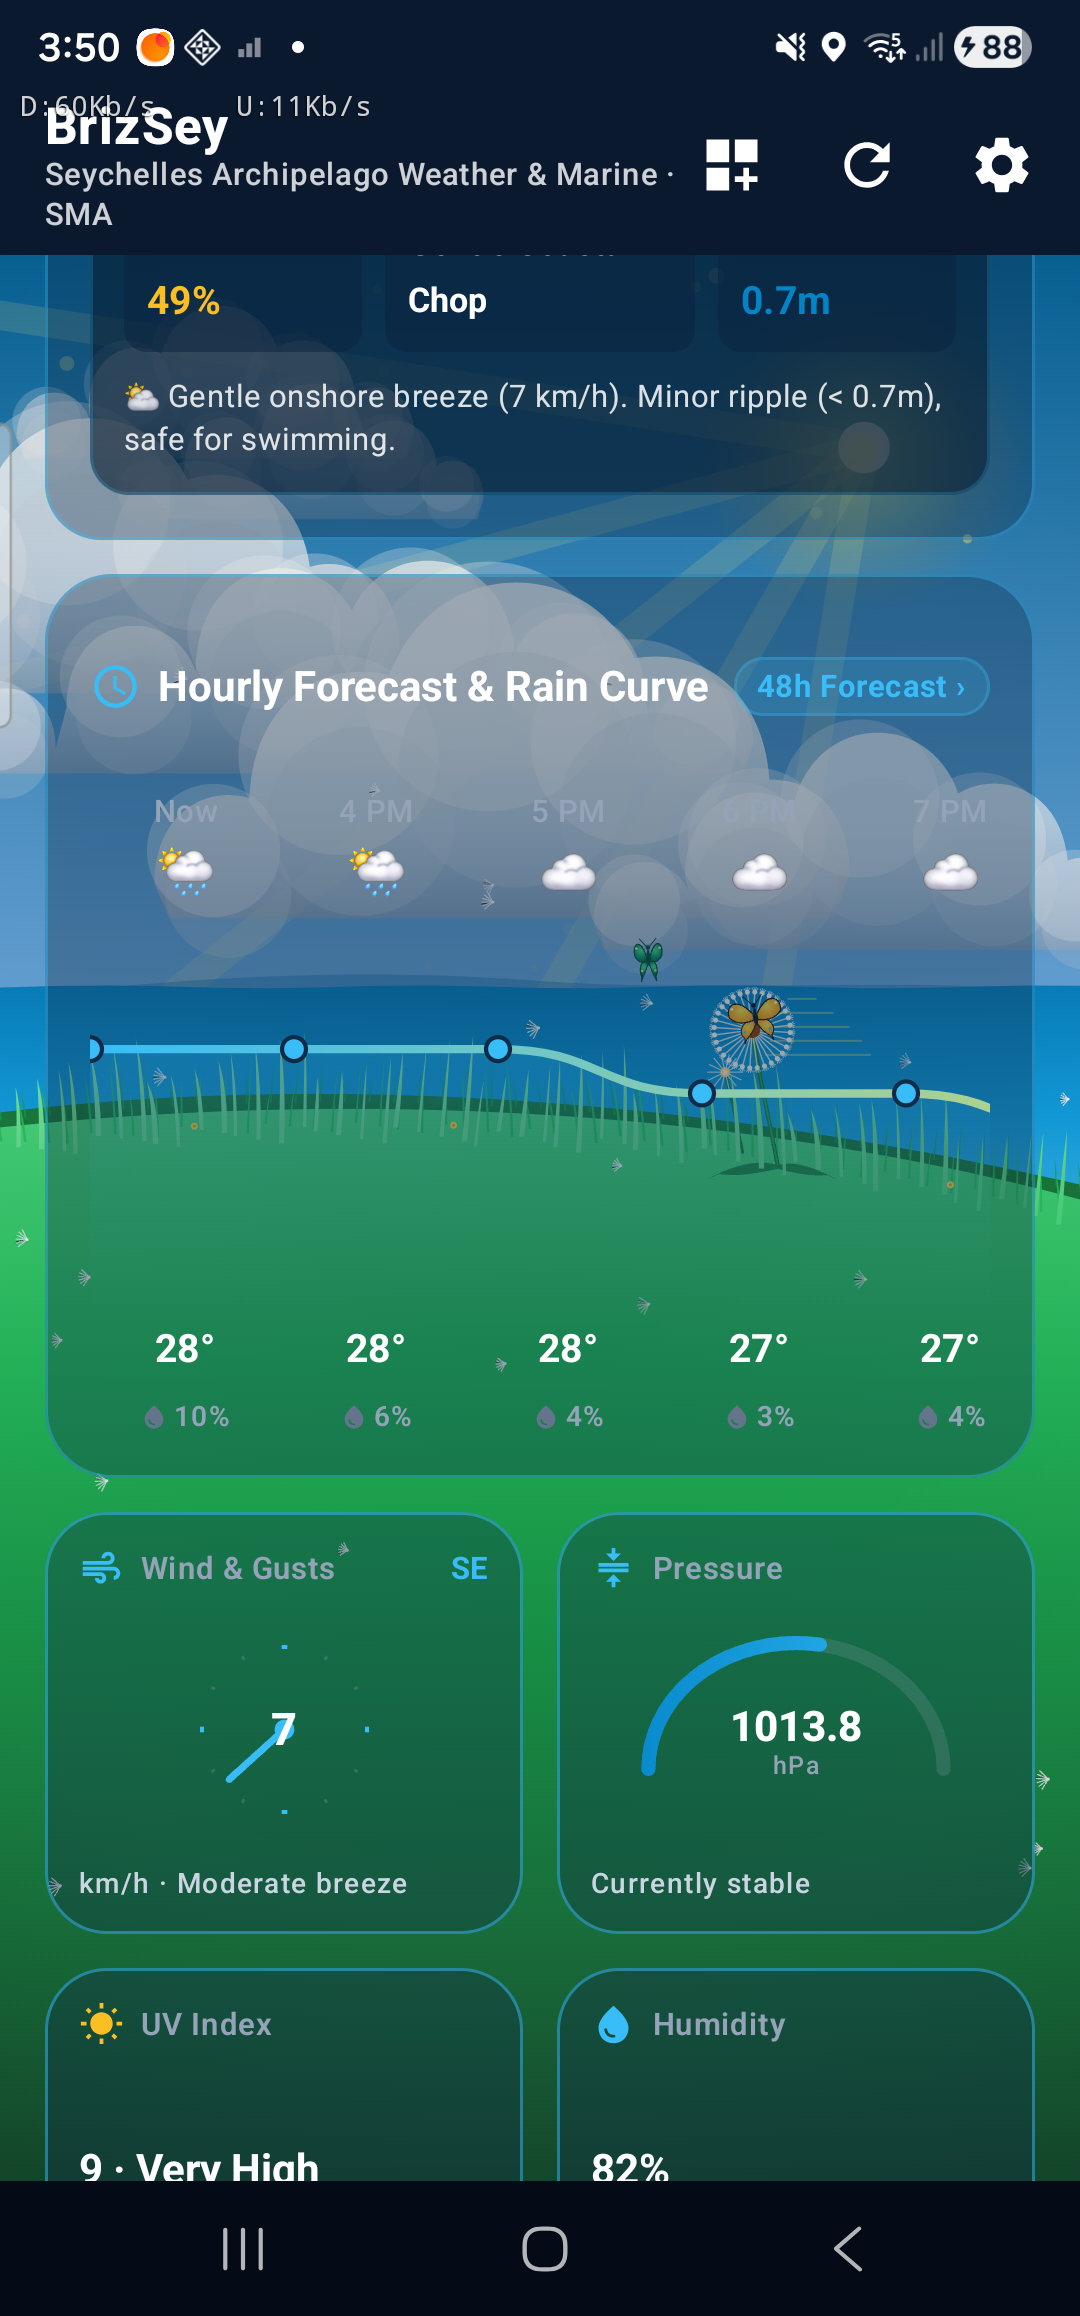 3:50
5
88
D:60Kb/s U:11Kb/s
BrizSey
Seychelles Archipelago Weather & Marine ·
SMA
49%
Chop
0.7m
Gentle onshore breeze (7 km/h). Minor ripple (< 0.7m),
safe for swimming.
Hourly Forecast & Rain Curve
48h Forecast ›
Now 4 PM 5 PM 6 PM 7 PM
28° 28° 28° 27° 27°
10% 6% 4% 3% 4%
Wind & Gusts SE
7
km/h · Moderate breeze
Pressure
1013.8
hPa
Currently stable
UV Index
9 · Very High
Humidity
82%